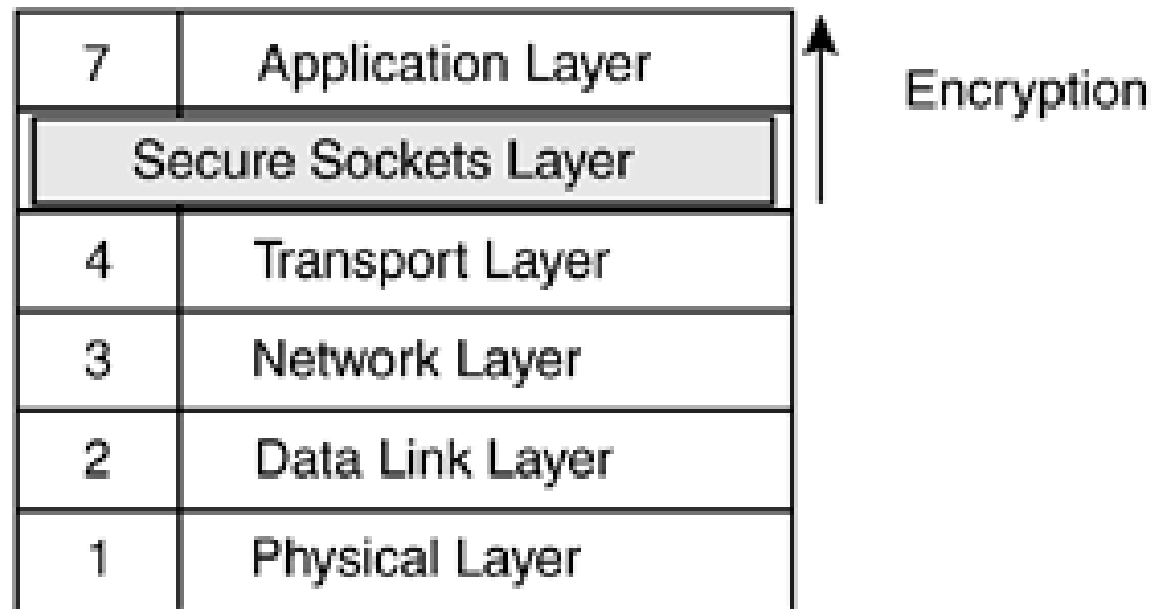 7 Application Layer
Encryption
Secure Sockets Layer
4 Transport Layer
3 Network Layer
2 Data Link Layer
1 Physical Layer